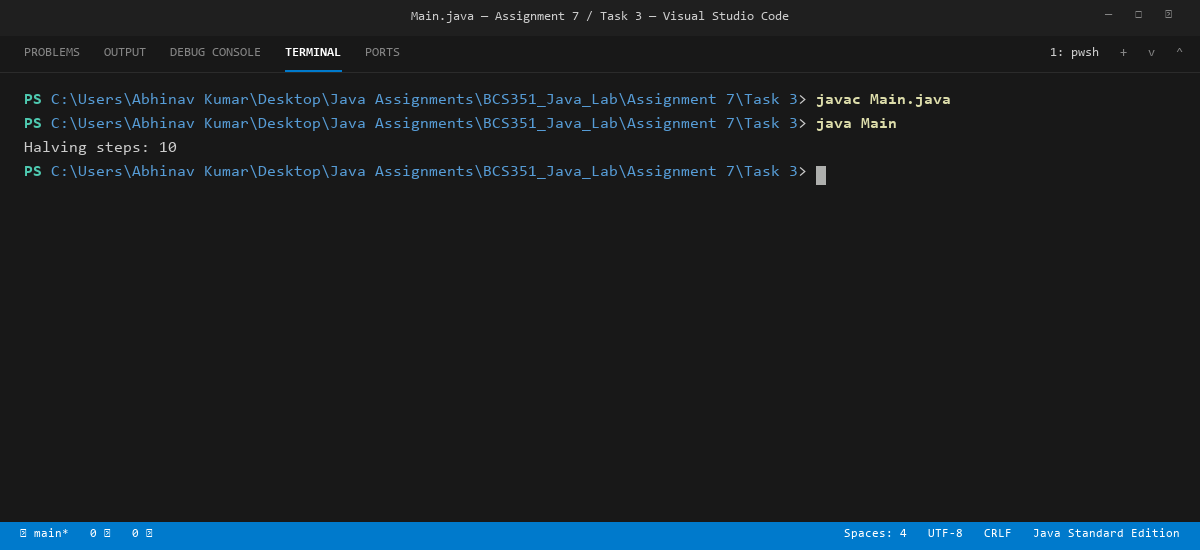 Main.java — Assignment 7 / Task 3 — Visual Studio Code
PROBLEMS OUTPUT DEBUG CONSOLE TERMINAL PORTS 1: pwsh + v ^
PS C:\Users\Abhinav Kumar\Desktop\Java Assignments\BCS351_Java_Lab\Assignment 7\Task 3> javac Main.java
PS C:\Users\Abhinav Kumar\Desktop\Java Assignments\BCS351_Java_Lab\Assignment 7\Task 3> java Main
Halving steps: 10
PS C:\Users\Abhinav Kumar\Desktop\Java Assignments\BCS351_Java_Lab\Assignment 7\Task 3>
main* 0 0 Spaces: 4 UTF-8 CRLF Java Standard Edition